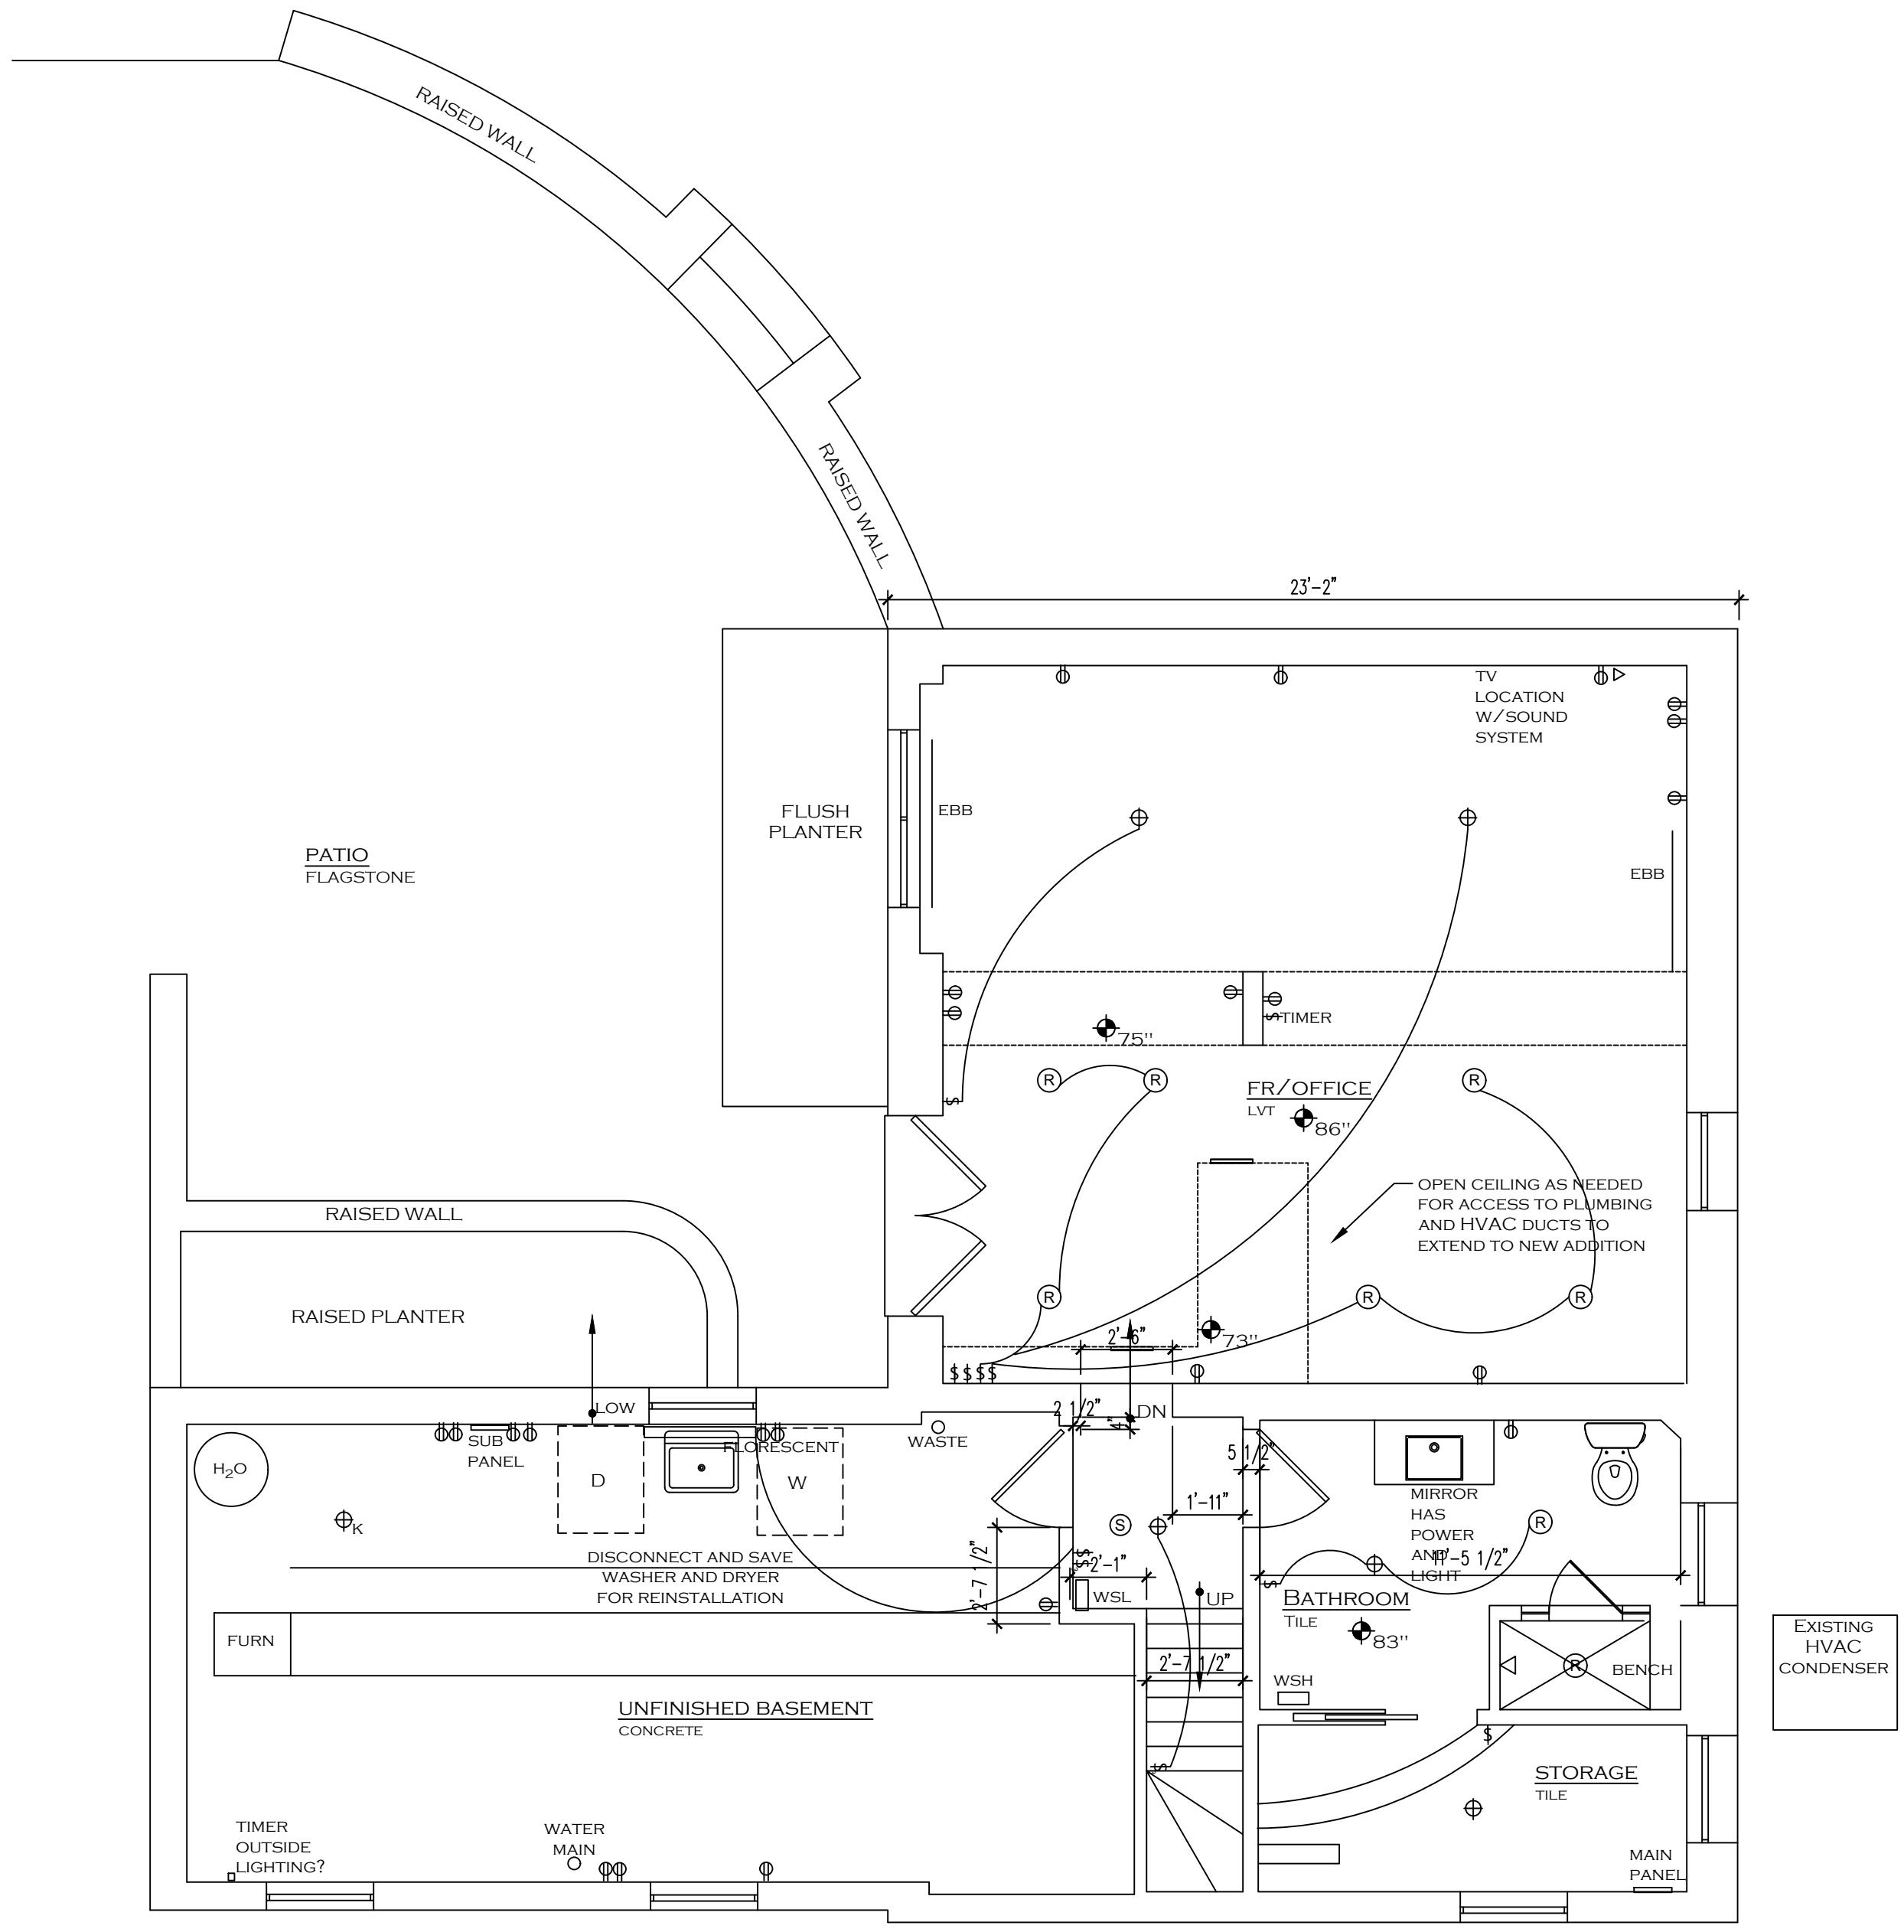 RAISED WALL
RAISED WALL
23'-2"
TV
LOCATION
W/SOUND
SYSTEM
FLUSH
PLANTER
EBB
PATIO
FLAGSTONE
EBB
$ TIMER
75"
R
R
R
FR/OFFICE
LVT
86"
$
OPEN CEILING AS NEEDED
FOR ACCESS TO PLUMBING
AND HVAC DUCTS TO
EXTEND TO NEW ADDITION
RAISED WALL
RAISED PLANTER
R
R
R
2'-6"
73"
$ $ $ $
LOW
2 1/2"
4"
DN
SUB
PANEL
FLORESCENT
WASTE
5 1/2"
H2O
D
W
1'-11"
MIRROR
HAS
POWER
AND
LIGHT
K
S
R
DISCONNECT AND SAVE
WASHER AND DRYER
FOR REINSTALLATION
2'-7 1/2"
$
$
2'-1"
11'-5 1/2"
$
WSL
UP
BATHROOM
TILE
83"
FURN
2'-7 1/2"
WSH
R
BENCH
EXISTING
HVAC
CONDENSER
UNFINISHED BASEMENT
CONCRETE
$
$
STORAGE
TILE
TIMER
OUTSIDE
LIGHTING?
WATER
MAIN
MAIN
PANEL